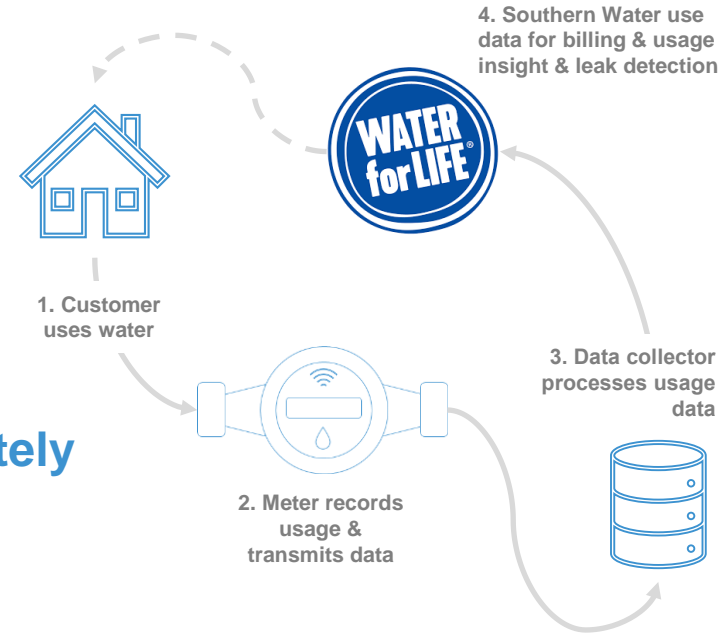 4. Southern Water use
data for billing & usage
insight & leak detection
WATER
for LIFE®
1. Customer
uses water
3. Data collector
processes usage
data
tely
2. Meter records
usage &
transmits data